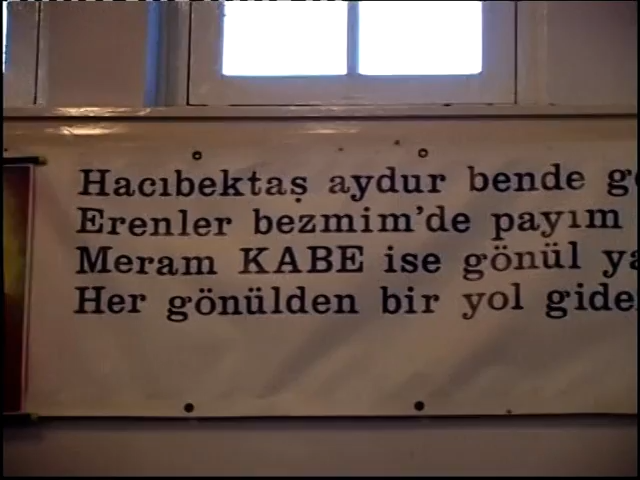 Hacıbektaş aydur bende
Erenler bezmim'de payım
Meram KABE ise gönül
Her gönülden bir yol